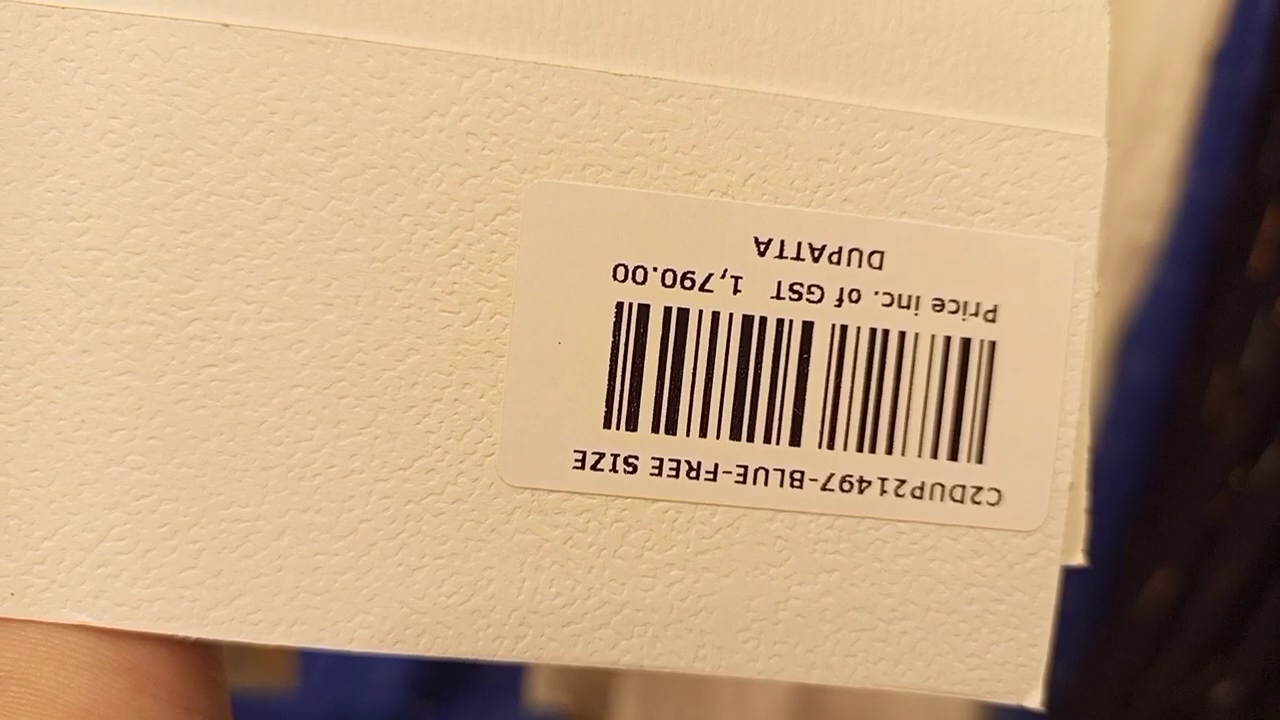 C2DUP21497-BLUE-FREE SIZE
Price inc. of GST 1,790.00
DUPATTA